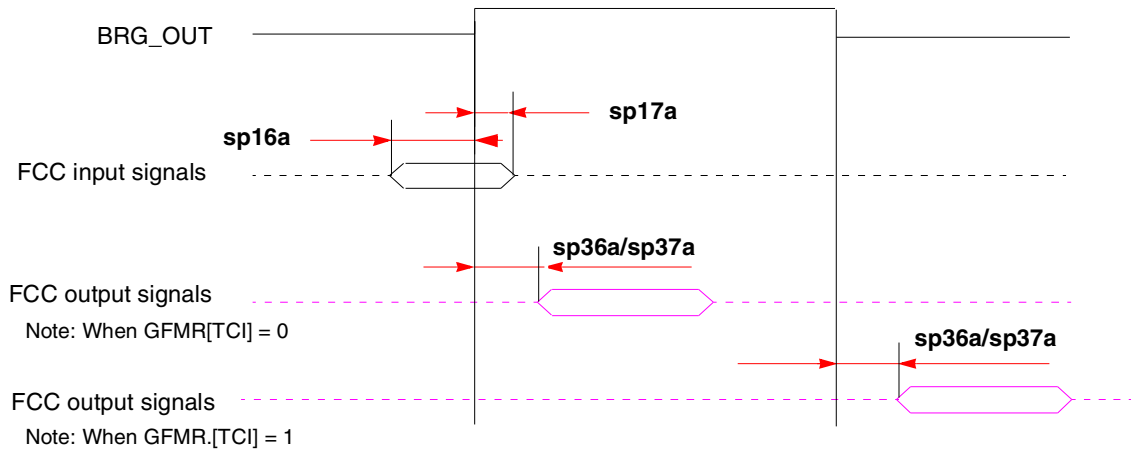 BRG_OUT
sp17a
sp16a
FCC input signals
sp36a/sp37a
FCC output signals
Note: When GFMR[TCI] = 0
sp36a/sp37a
FCC output signals
Note: When GFMR.[TCI] = 1